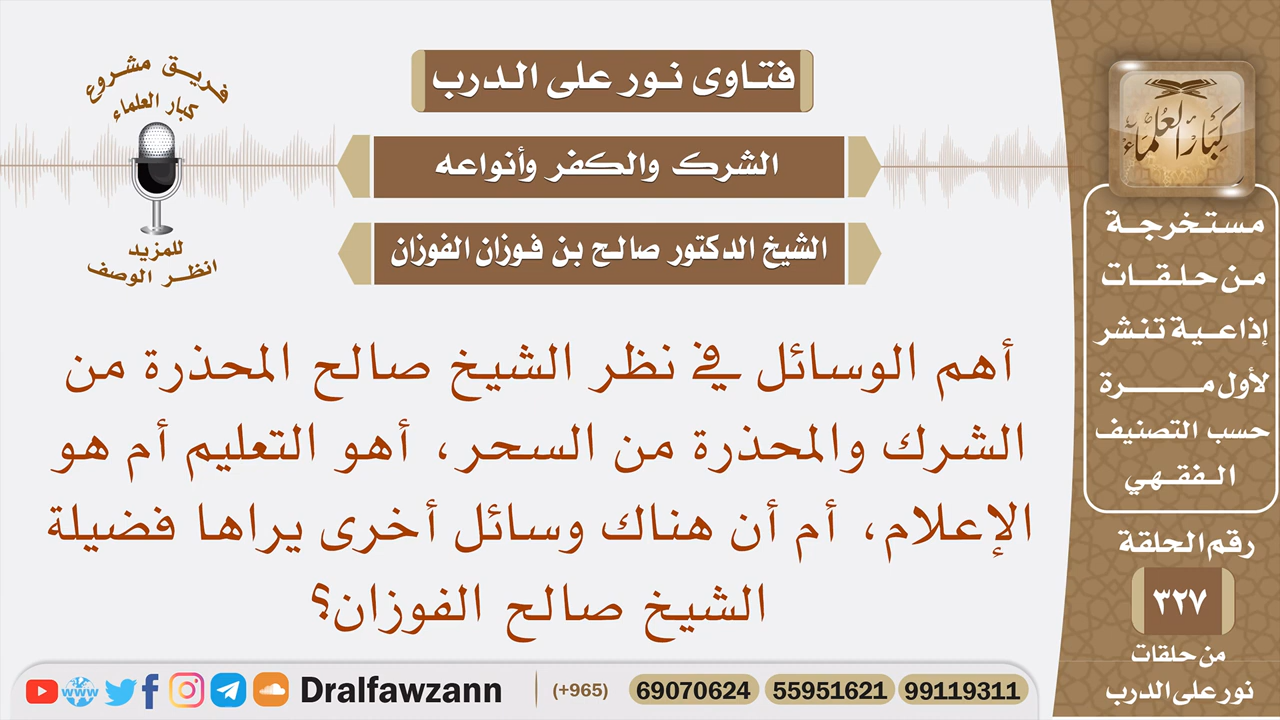 فتاوى نور على الدرب
الشرك والكفر وأنواعه
الشيخ الدكتور صالح بن فوزان الفوزان
فريق مشروع
كبار العلماء
للمزيد
انظر الوصف
أهم الوسائل في نظر الشيخ صالح المحذرة من
الشرك والمحذرة من السحر، أهو التعليم أم هو
الإعلام، أم أن هناك وسائل أخرى يراها فضيلة
الشيخ صالح الفوزان؟
كبار العلماء
مستخرجة
من حلقات
إذاعية تنشر
لأول مرة
حسب التصنيف
الفقهي
رقم الحلقة
٣٢٧
من حلقات
نور على الدرب
www Dralfawzann (+965) 69070624 55951621 99119311